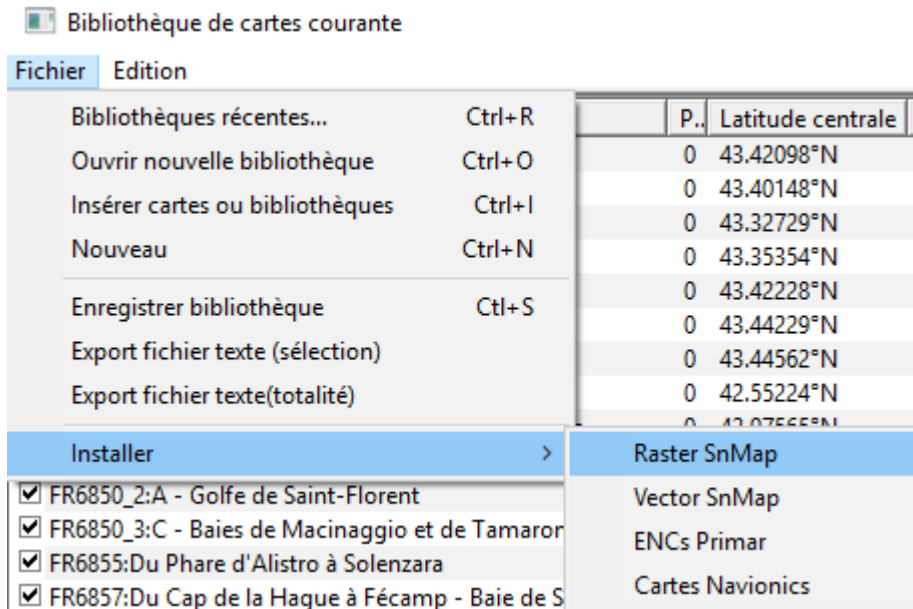 Bibliothèque de cartes courante
Fichier Edition
Bibliothèques récentes... Ctrl+R
Ouvrir nouvelle bibliothèque Ctrl+O
Insérer cartes ou bibliothèques Ctrl+I
Nouveau Ctrl+N
Enregistrer bibliothèque Ctl+S
Export fichier texte (sélection)
Export fichier texte(totalité)
Installer >
P.. Latitude centrale
0 43.42098°N
0 43.40148°N
0 43.32729°N
0 43.35354°N
0 43.42228°N
0 43.44229°N
0 43.44562°N
0 42.55224°N
Raster SnMap
Vector SnMap
ENCs Primar
Cartes Navionics
FR6850_2:A - Golfe de Saint-Florent
FR6850_3:C - Baies de Macinaggio et de Tamaron
FR6855:Du Phare d'Alistro à Solenzara
FR6857:Du Cap de la Hague à Fécamp - Baie de S